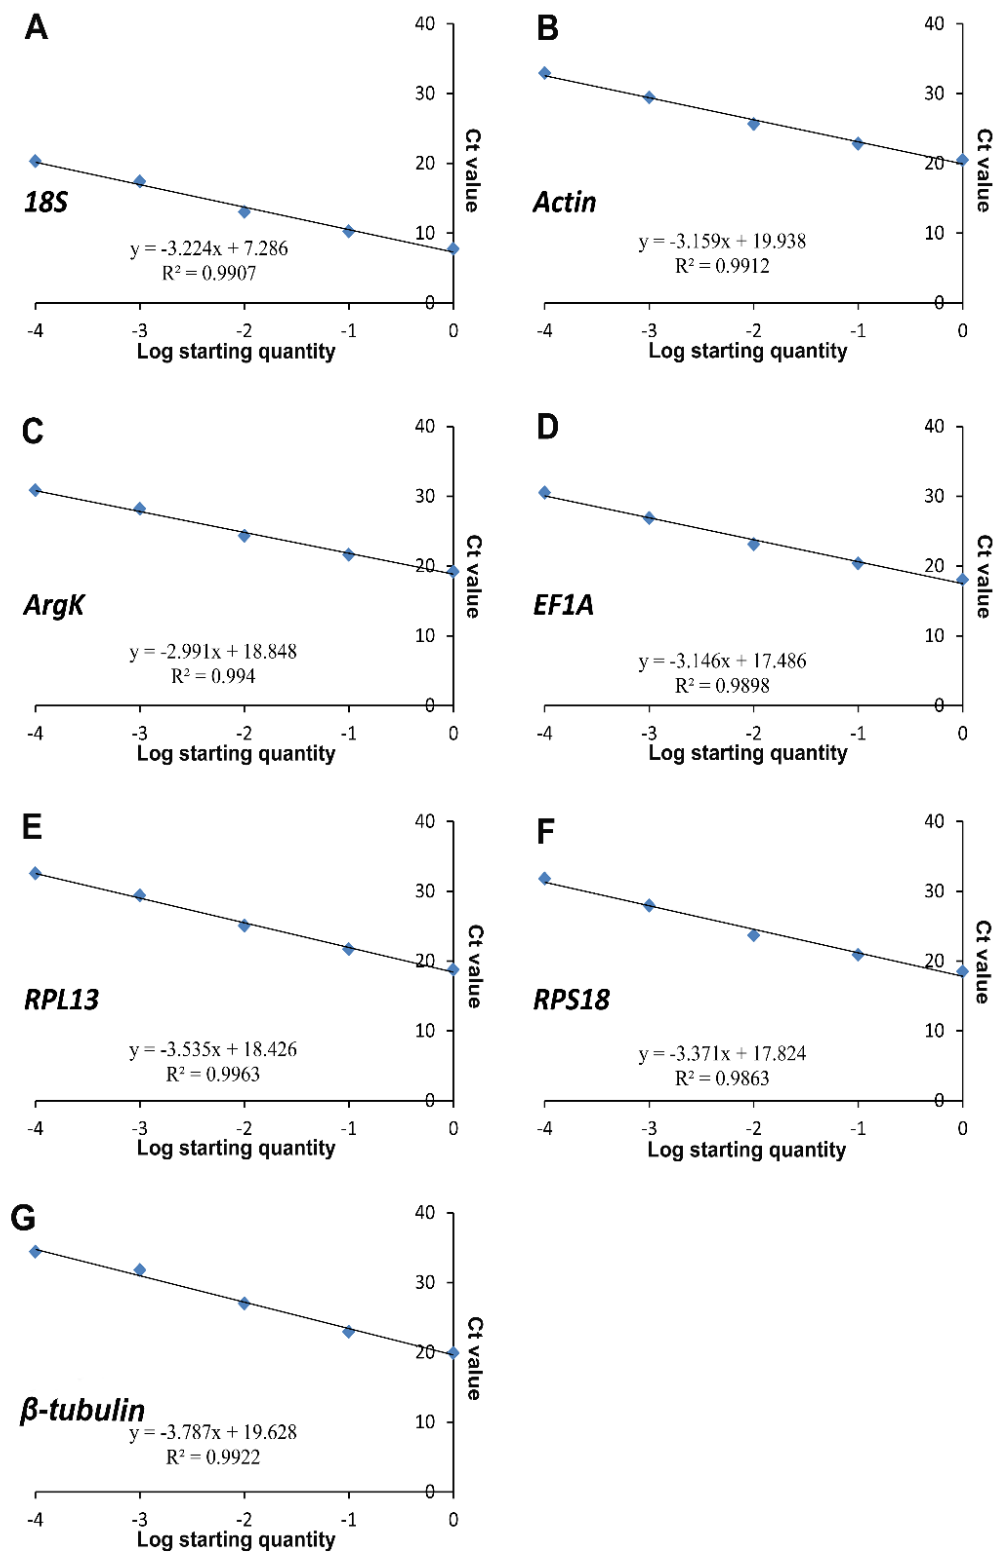 A
40
30
20
10
0
Ct value
18S
y = -3.224x + 7.286
R² = 0.9907
-4 -3 -2 -1 0
Log starting quantity
B
40
30
20
10
0
Ct value
Actin
y = -3.159x + 19.938
R² = 0.9912
-4 -3 -2 -1 0
Log starting quantity
C
40
30
20
10
0
Ct value
ArgK
y = -2.991x + 18.848
R² = 0.994
-4 -3 -2 -1 0
Log starting quantity
D
40
30
20
10
0
Ct value
EF1A
y = -3.146x + 17.486
R² = 0.9898
-4 -3 -2 -1 0
Log starting quantity
E
40
30
20
10
0
Ct value
RPL13
y = -3.535x + 18.426
R² = 0.9963
-4 -3 -2 -1 0
Log starting quantity
F
40
30
20
10
0
Ct value
RPS18
y = -3.371x + 17.824
R² = 0.9863
-4 -3 -2 -1 0
Log starting quantity
G
40
30
20
10
0
Ct value
β-tubulin
y = -3.787x + 19.628
R² = 0.9922
-4 -3 -2 -1 0
Log starting quantity